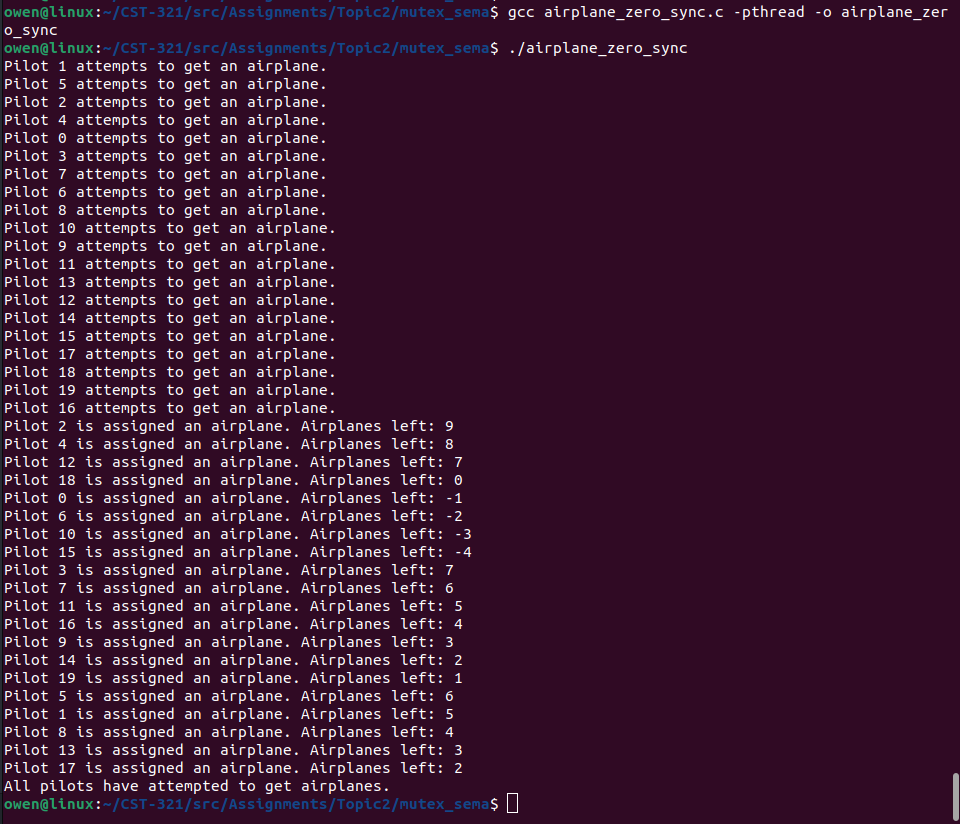 owen@linux:~/CST-321/src/Assignments/Topic2/mutex_sema$ gcc airplane_zero_sync.c -pthread -o airplane_zer
o_sync
owen@linux:~/CST-321/src/Assignments/Topic2/mutex_sema$ ./airplane_zero_sync
Pilot 1 attempts to get an airplane.
Pilot 5 attempts to get an airplane.
Pilot 2 attempts to get an airplane.
Pilot 4 attempts to get an airplane.
Pilot 0 attempts to get an airplane.
Pilot 3 attempts to get an airplane.
Pilot 7 attempts to get an airplane.
Pilot 6 attempts to get an airplane.
Pilot 8 attempts to get an airplane.
Pilot 10 attempts to get an airplane.
Pilot 9 attempts to get an airplane.
Pilot 11 attempts to get an airplane.
Pilot 13 attempts to get an airplane.
Pilot 12 attempts to get an airplane.
Pilot 14 attempts to get an airplane.
Pilot 15 attempts to get an airplane.
Pilot 17 attempts to get an airplane.
Pilot 18 attempts to get an airplane.
Pilot 19 attempts to get an airplane.
Pilot 16 attempts to get an airplane.
Pilot 2 is assigned an airplane. Airplanes left: 9
Pilot 4 is assigned an airplane. Airplanes left: 8
Pilot 12 is assigned an airplane. Airplanes left: 7
Pilot 18 is assigned an airplane. Airplanes left: 0
Pilot 0 is assigned an airplane. Airplanes left: -1
Pilot 6 is assigned an airplane. Airplanes left: -2
Pilot 10 is assigned an airplane. Airplanes left: -3
Pilot 15 is assigned an airplane. Airplanes left: -4
Pilot 3 is assigned an airplane. Airplanes left: 7
Pilot 7 is assigned an airplane. Airplanes left: 6
Pilot 11 is assigned an airplane. Airplanes left: 5
Pilot 16 is assigned an airplane. Airplanes left: 4
Pilot 9 is assigned an airplane. Airplanes left: 3
Pilot 14 is assigned an airplane. Airplanes left: 2
Pilot 19 is assigned an airplane. Airplanes left: 1
Pilot 5 is assigned an airplane. Airplanes left: 6
Pilot 1 is assigned an airplane. Airplanes left: 5
Pilot 8 is assigned an airplane. Airplanes left: 4
Pilot 13 is assigned an airplane. Airplanes left: 3
Pilot 17 is assigned an airplane. Airplanes left: 2
All pilots have attempted to get airplanes.
owen@linux:~/CST-321/src/Assignments/Topic2/mutex_sema$